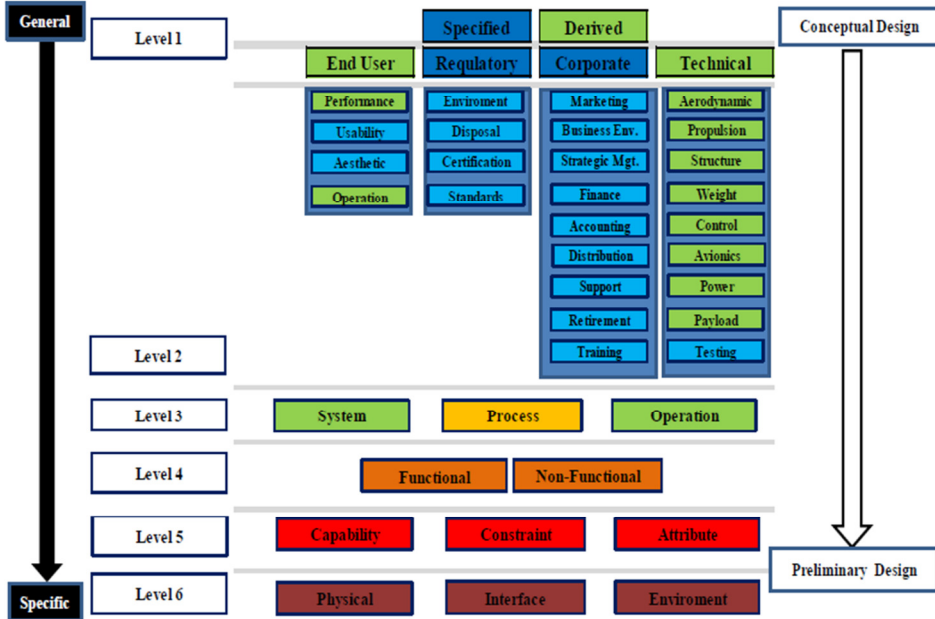 General
Level 1
Specified
Derived
Conceptual Design
End User
Requlatory
Corporate
Technical
Performance
Enviroment
Marketing
Aerodynamic
Usability
Disposal
Business Env.
Propulsion
Aesthetic
Certification
Strategic Mgt.
Structure
Operation
Standards
Finance
Weight
Accounting
Control
Distribution
Avionics
Support
Power
Retirement
Payload
Level 2
Training
Testing
Level 3
System
Process
Operation
Level 4
Functional
Non-Functional
Level 5
Capability
Constraint
Attribute
Preliminary Design
Level 6
Specific
Physical
Interface
Enviroment